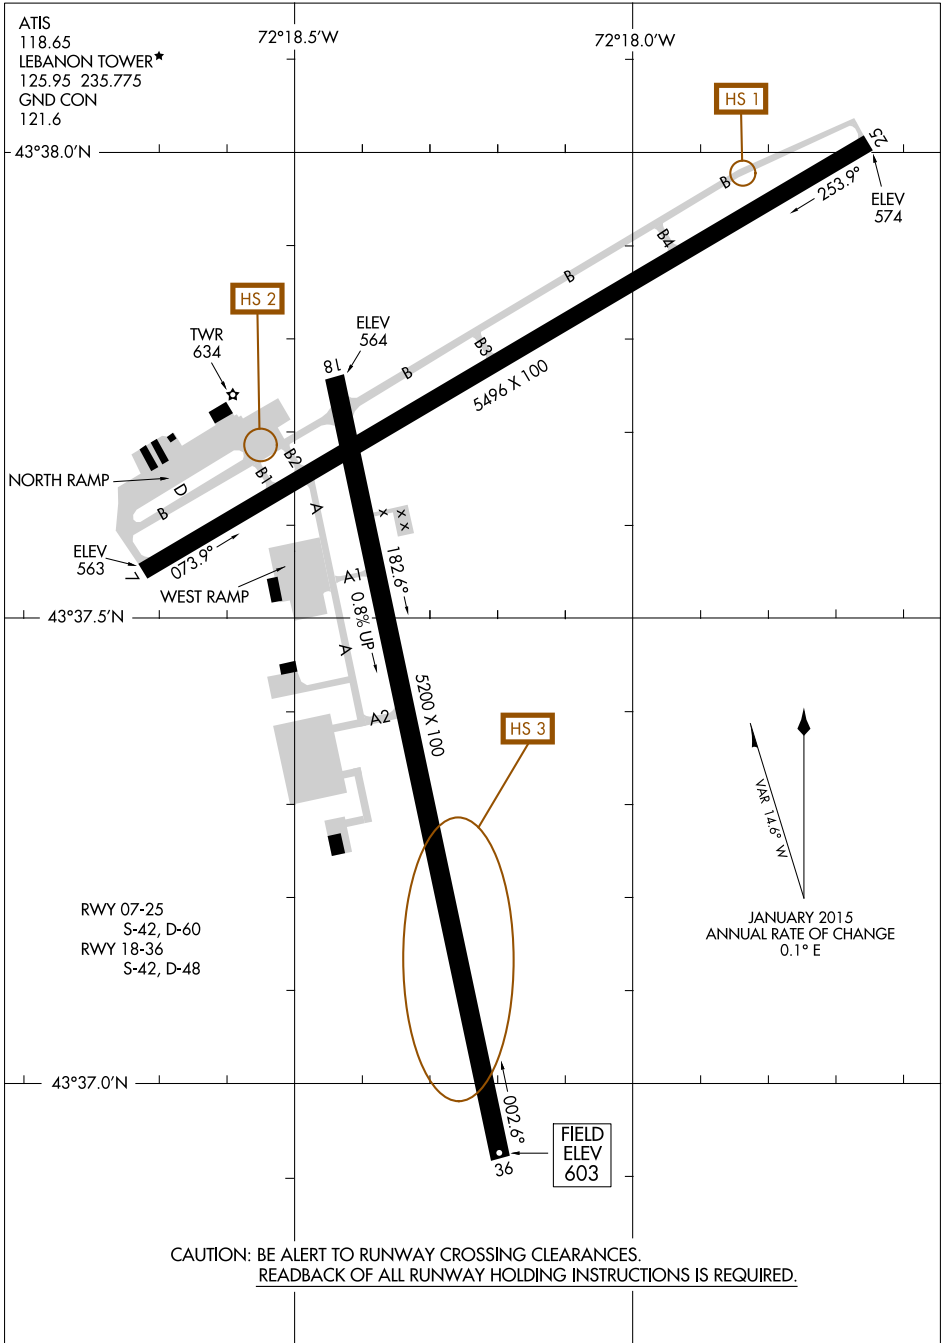 ATIS
118.65
LEBANON TOWER★
125.95 235.775
GND CON
121.6
72°18.5'W
72°18.0'W
HS 1
43°38.0'N
25
B
253.9°
ELEV
574
B4
B
HS 2
ELEV
564
TWR
634
18
B3
B
5496 X 100
B2
B1
NORTH RAMP
D
B
A
x
x x
ELEV
563
7
073.9°
182.6°
WEST RAMP
A1
0.8% UP
43°37.5'N
A
5200 X 100
A2
HS 3
VAR 14.6° W
RWY 07-25
S-42, D-60
RWY 18-36
S-42, D-48
JANUARY 2015
ANNUAL RATE OF CHANGE
0.1° E
43°37.0'N
002.6°
36
FIELD
ELEV
603
CAUTION: BE ALERT TO RUNWAY CROSSING CLEARANCES.
READBACK OF ALL RUNWAY HOLDING INSTRUCTIONS IS REQUIRED.